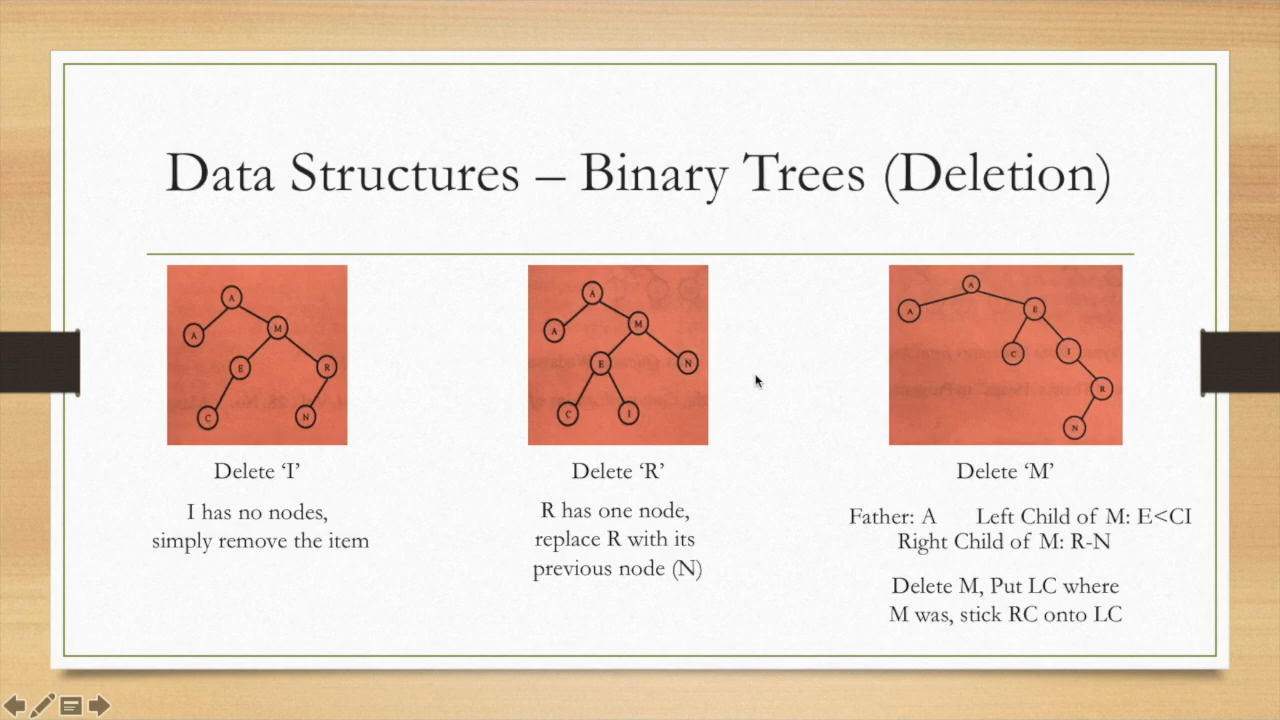 Data Structures – Binary Trees (Deletion)
A
A
M
E
R
C
N
Delete ‘I’
I has no nodes,
simply remove the item
A
A
M
E
N
C
I
Delete ‘R’
R has one node,
replace R with its
previous node (N)
A
A
E
C
I
R
N
Delete ‘M’
Father: A Left Child of M: E<CI
Right Child of M: R-N
Delete M, Put LC where
M was, stick RC onto LC